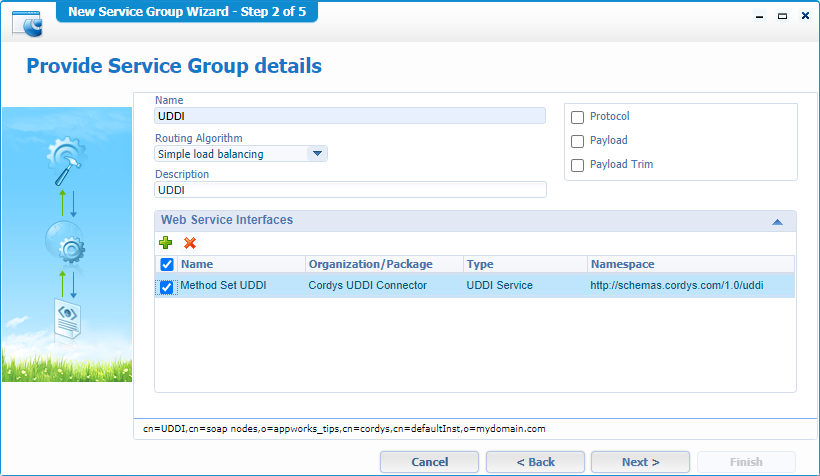 New Service Group Wizard - Step 2 of 5
Provide Service Group details
Name
UDDI
Protocol
Payload
Payload Trim
Routing Algorithm
Simple load balancing
Description
UDDI
Web Service Interfaces
Name Organization/Package Type Namespace
Method Set UDDI Cordys UDDI Connector UDDI Service http://schemas.cordys.com/1.0/uddi
cn=UDDI,cn=soap nodes,o=appworks_tips,cn=cordys,cn=defaultInst,o=mydomain.com
Cancel < Back Next > Finish